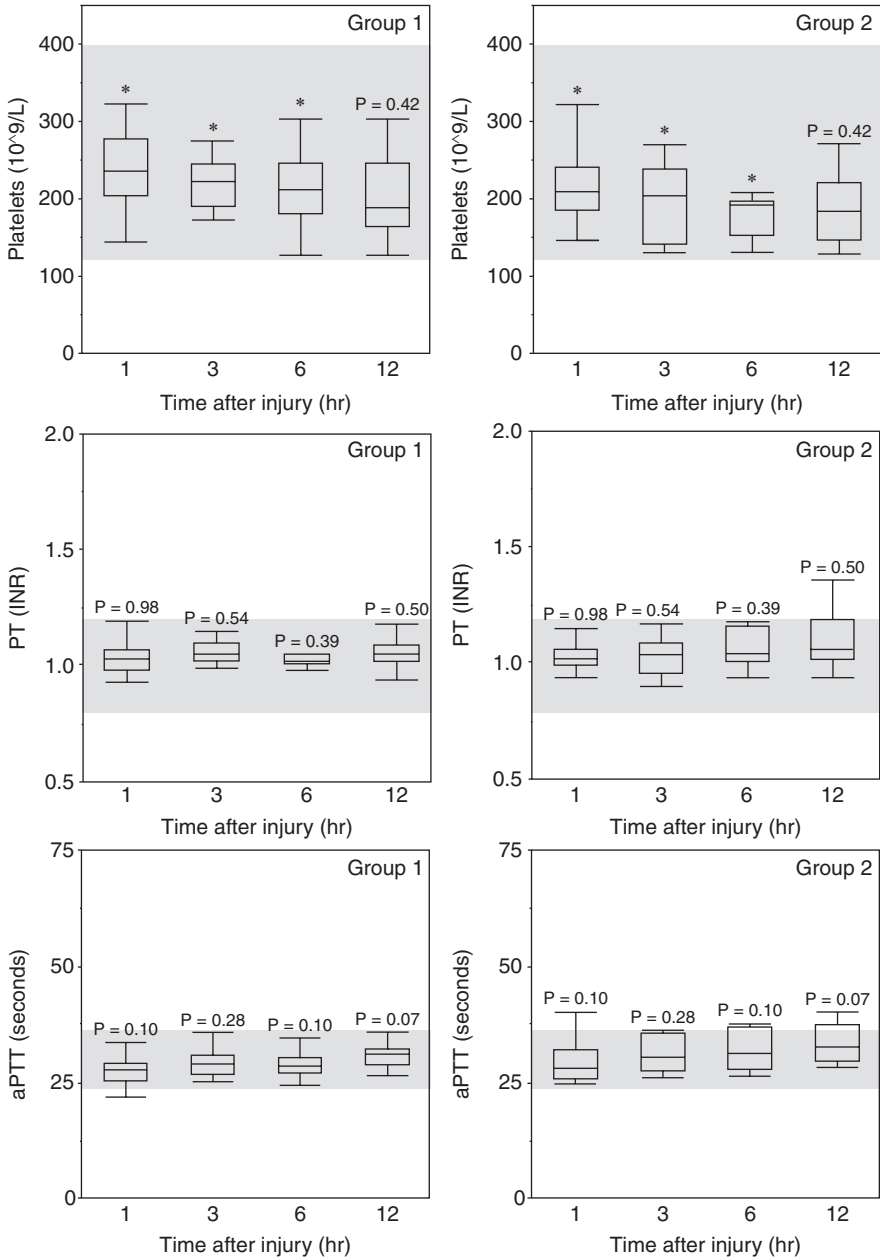 Group 1
400
300
200
100
0
Platelets (10^9/L)
*
*
*
P = 0.42
1
3
6
12
Time after injury (hr)
Group 2
400
300
200
100
0
Platelets (10^9/L)
*
*
*
P = 0.42
1
3
6
12
Time after injury (hr)
Group 1
2.0
1.5
1.0
0.5
PT (INR)
P = 0.98
P = 0.54
P = 0.39
P = 0.50
1
3
6
12
Time after injury (hr)
Group 2
2.0
1.5
1.0
0.5
PT (INR)
P = 0.98
P = 0.54
P = 0.39
P = 0.50
1
3
6
12
Time after injury (hr)
Group 1
75
50
25
0
aPTT (seconds)
P = 0.10
P = 0.28
P = 0.10
P = 0.07
1
3
6
12
Time after injury (hr)
Group 2
75
50
25
0
aPTT (seconds)
P = 0.10
P = 0.28
P = 0.10
P = 0.07
1
3
6
12
Time after injury (hr)